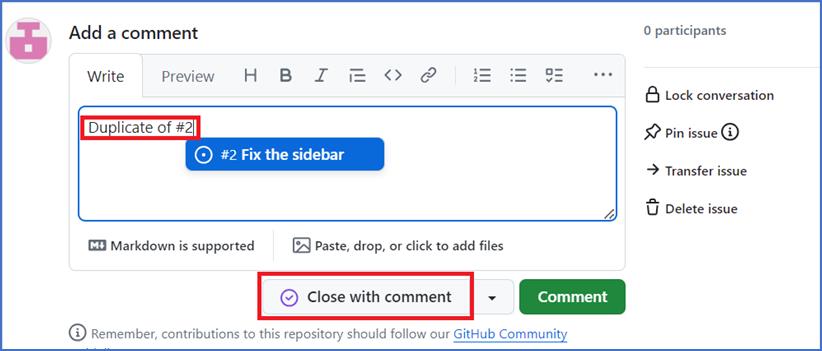 Add a comment
0 participants
Write Preview H B I
Duplicate of #2
#2 Fix the sidebar
Lock conversation
Pin issue
Transfer issue
Delete issue
Markdown is supported
Paste, drop, or click to add files
Close with comment
Comment
Remember, contributions to this repository should follow our GitHub Community